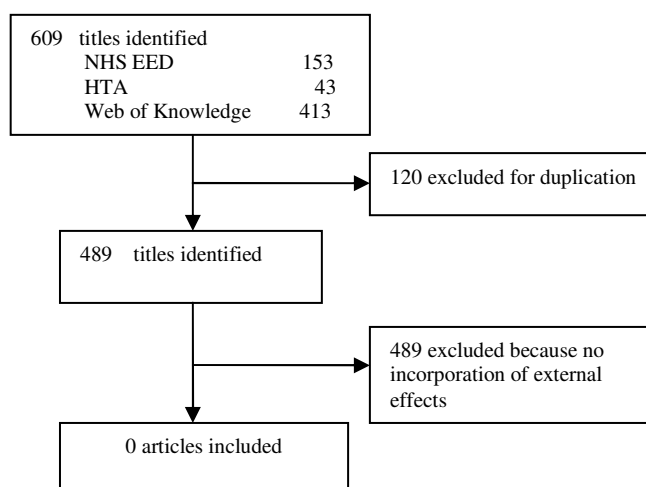 609 titles identified
NHS EED 153
HTA 43
Web of Knowledge 413
120 excluded for duplication
489 titles identified
489 excluded because no
incorporation of external
effects
0 articles included